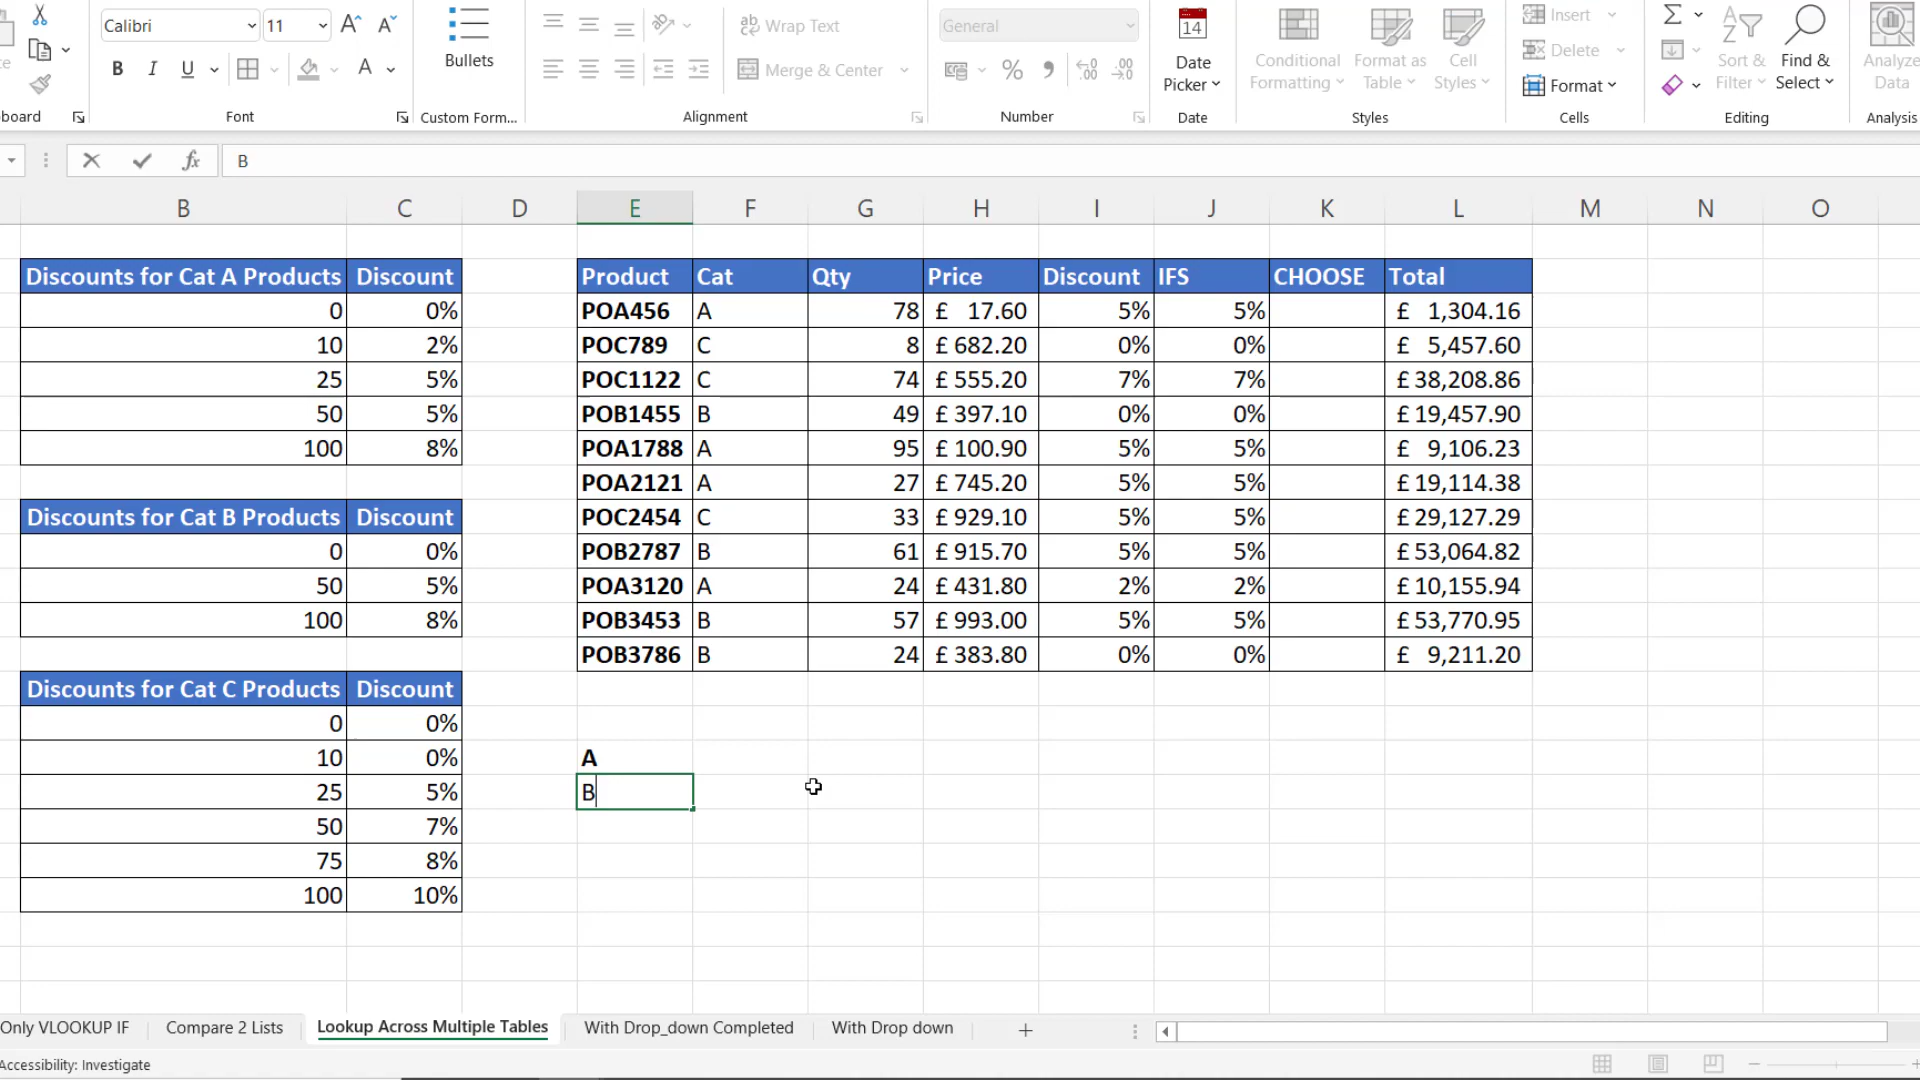 Calibri 11 A^ A˅ ab Wrap Text General 14
B I U A Bullets Merge & Center % , .00 .00 Date Picker Conditional Formatting Format as Table Cell Styles Insert Delete Format Sort & Filter Find & Select Analyze Data
board Font Custom Form... Alignment Number Date Styles Cells Editing Analysis
fx B
B C D E F G H I J K L M N O
Discounts for Cat A Products Discount Product Cat Qty Price Discount IFS CHOOSE Total
0 0% POA456 A 78 £ 17.60 5% 5% £ 1,304.16
10 2% POC789 C 8 £ 682.20 0% 0% £ 5,457.60
25 5% POC1122 C 74 £ 555.20 7% 7% £ 38,208.86
50 5% POB1455 B 49 £ 397.10 0% 0% £ 19,457.90
100 8% POA1788 A 95 £ 100.90 5% 5% £ 9,106.23
POA2121 A 27 £ 745.20 5% 5% £ 19,114.38
Discounts for Cat B Products Discount POC2454 C 33 £ 929.10 5% 5% £ 29,127.29
0 0% POB2787 B 61 £ 915.70 5% 5% £ 53,064.82
50 5% POA3120 A 24 £ 431.80 2% 2% £ 10,155.94
100 8% POB3453 B 57 £ 993.00 5% 5% £ 53,770.95
POB3786 B 24 £ 383.80 0% 0% £ 9,211.20
Discounts for Cat C Products Discount
0 0%
10 0% A
25 5% B
50 7%
75 8%
100 10%
Only VLOOKUP IF Compare 2 Lists Lookup Across Multiple Tables With Drop_down Completed With Drop down
Accessibility: Investigate